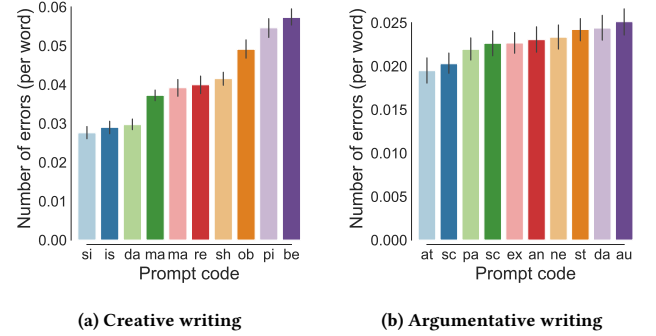 0.06
0.05
0.04
0.03
0.02
0.01
0.00
Number of errors (per word)
si is da ma ma re sh ob pi be
Prompt code
(a) Creative writing
0.025
0.020
0.015
0.010
0.005
0.000
Number of errors (per word)
at sc pa sc ex an ne st da au
Prompt code
(b) Argumentative writing